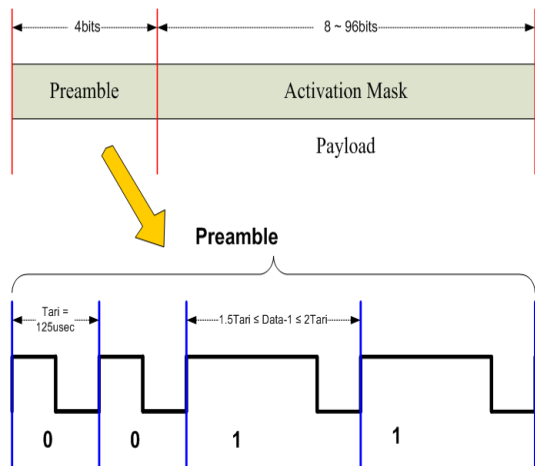 4bits
8 ~ 96bits
Preamble
Activation Mask
Payload
Preamble
Tari =
125usec
1.5Tari ≤ Data-1 ≤ 2Tari
0
0
1
1